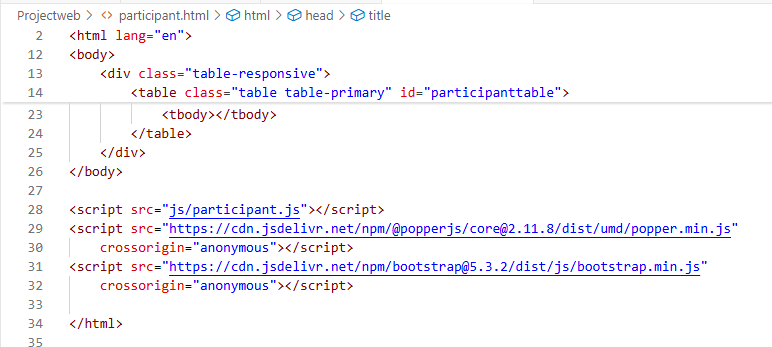 Projectweb > <> participant.html > html > head > title
2 <html lang="en">
12 <body>
13 <div class="table-responsive">
14 <table class="table table-primary" id="participanttable">
23 <tbody></tbody>
24 </table>
25 </div>
26 </body>
27
28 <script src="js/participant.js"></script>
29 <script src="https://cdn.jsdelivr.net/npm/@popperjs/core@2.11.8/dist/umd/popper.min.js"
30 crossorigin="anonymous"></script>
31 <script src="https://cdn.jsdelivr.net/npm/bootstrap@5.3.2/dist/js/bootstrap.min.js"
32 crossorigin="anonymous"></script>
33
34 </html>
35